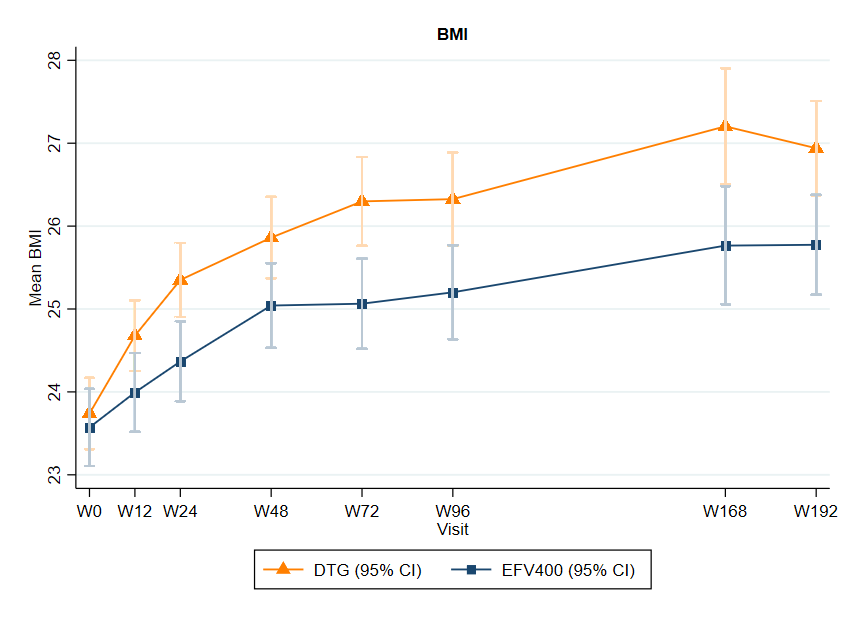 BMI
28
27
26
25
24
23
Mean BMI
W0 W12 W24 W48 W72 W96 W168 W192
Visit
DTG (95% CI) EFV400 (95% CI)